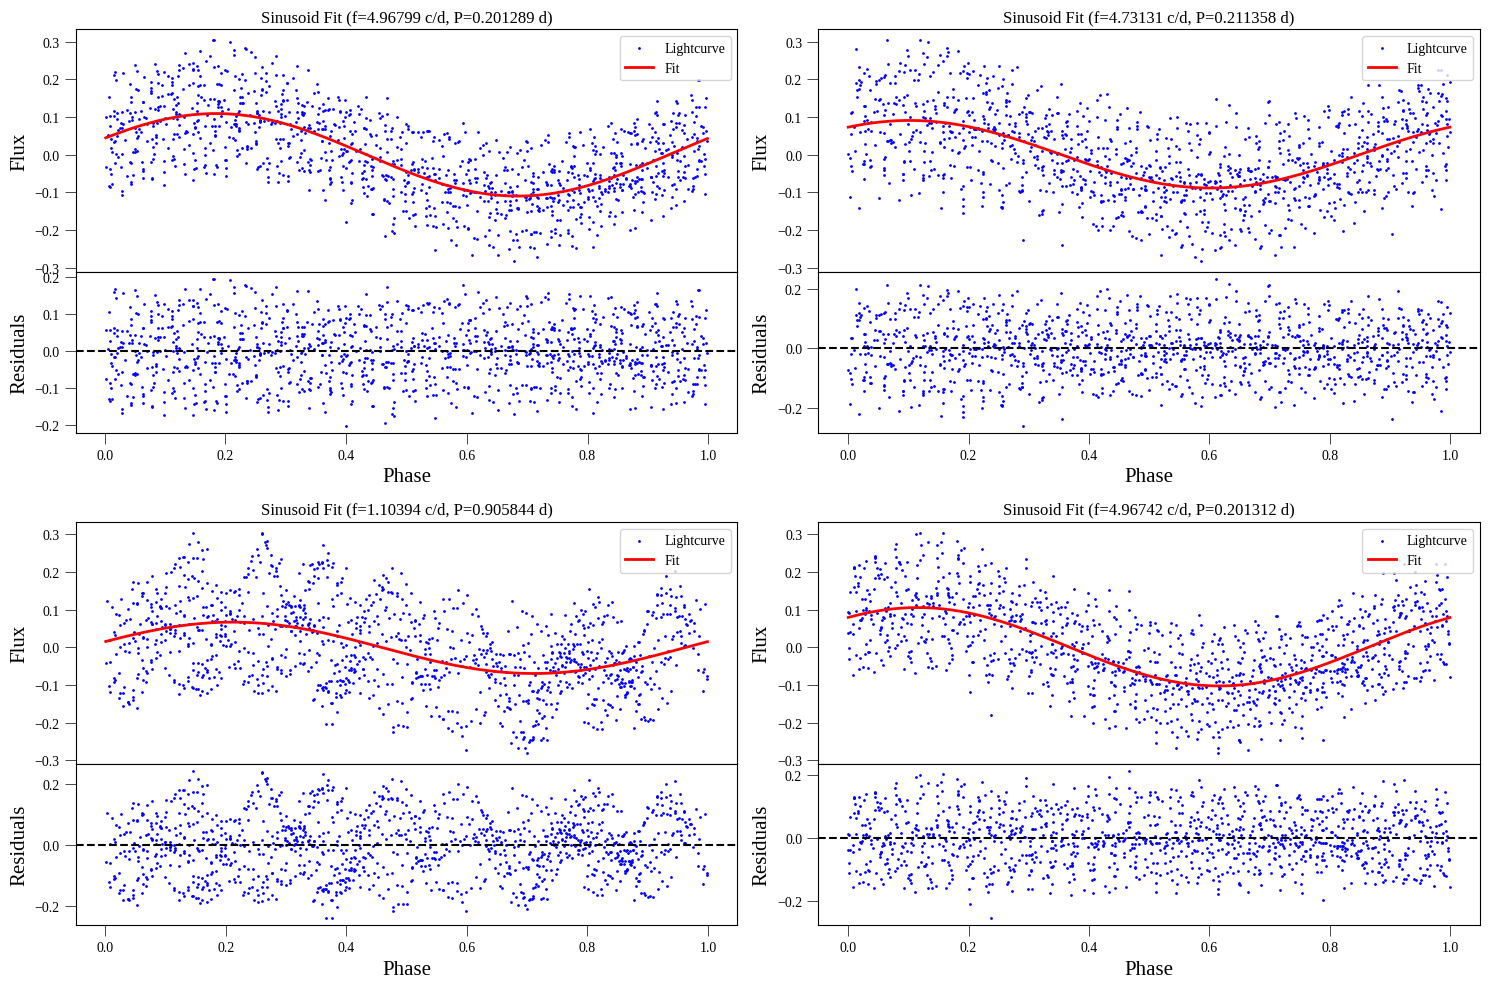 Sinusoid Fit (f=4.96799 c/d, P=0.201289 d)
0.3
0.2
0.1
0.0
−0.1
−0.2
−0.3
Flux
Lightcurve
Fit
0.2
0.1
0.0
−0.1
−0.2
Residuals
0.0 0.2 0.4 0.6 0.8 1.0
Phase
Sinusoid Fit (f=4.73131 c/d, P=0.211358 d)
0.3
0.2
0.1
0.0
−0.1
−0.2
−0.3
Flux
Lightcurve
Fit
0.2
0.0
−0.2
Residuals
0.0 0.2 0.4 0.6 0.8 1.0
Phase
Sinusoid Fit (f=1.10394 c/d, P=0.905844 d)
0.3
0.2
0.1
0.0
−0.1
−0.2
−0.3
Flux
Lightcurve
Fit
0.2
0.0
−0.2
Residuals
0.0 0.2 0.4 0.6 0.8 1.0
Phase
Sinusoid Fit (f=4.96742 c/d, P=0.201312 d)
0.3
0.2
0.1
0.0
−0.1
−0.2
−0.3
Flux
Lightcurve
Fit
0.2
0.0
−0.2
Residuals
0.0 0.2 0.4 0.6 0.8 1.0
Phase